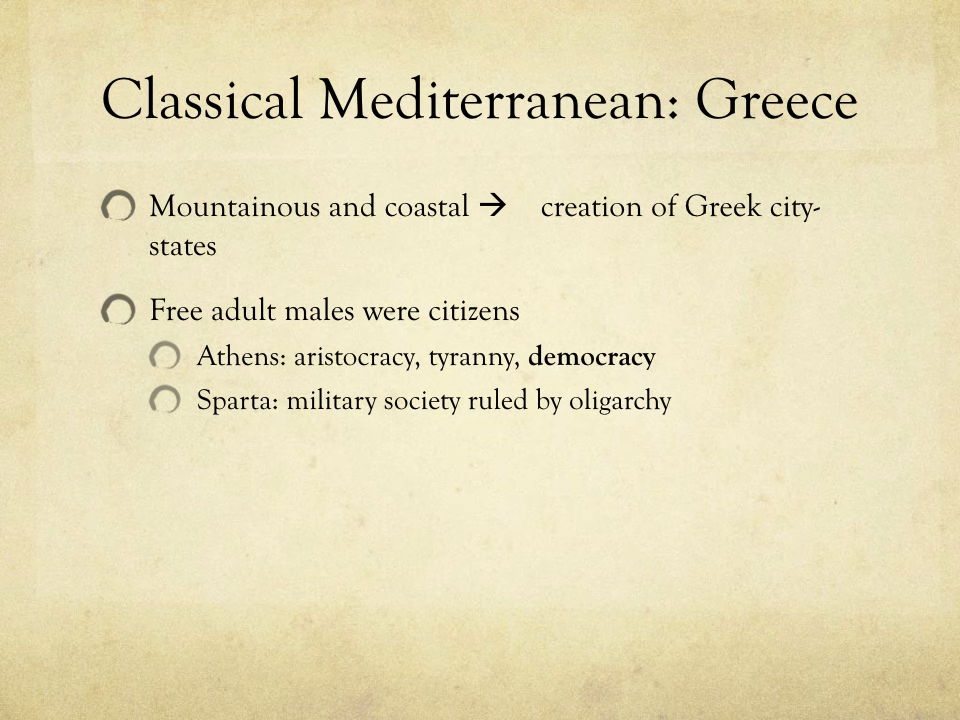 Classical Mediterranean: Greece
Mountainous and coastal → creation of Greek city-
states
Free adult males were citizens
Athens: aristocracy, tyranny, democracy
Sparta: military society ruled by oligarchy